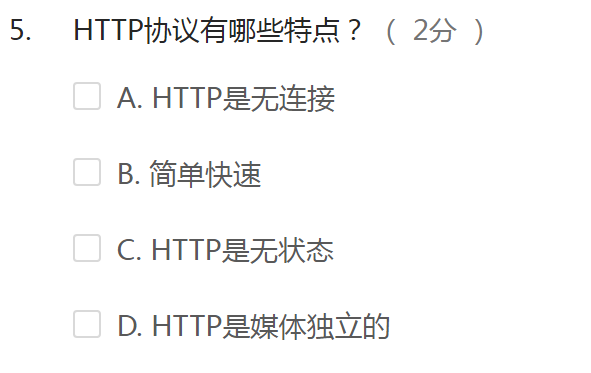 5. HTTP协议有哪些特点？（ 2分 ）
A. HTTP是无连接
B. 简单快速
C. HTTP是无状态
D. HTTP是媒体独立的